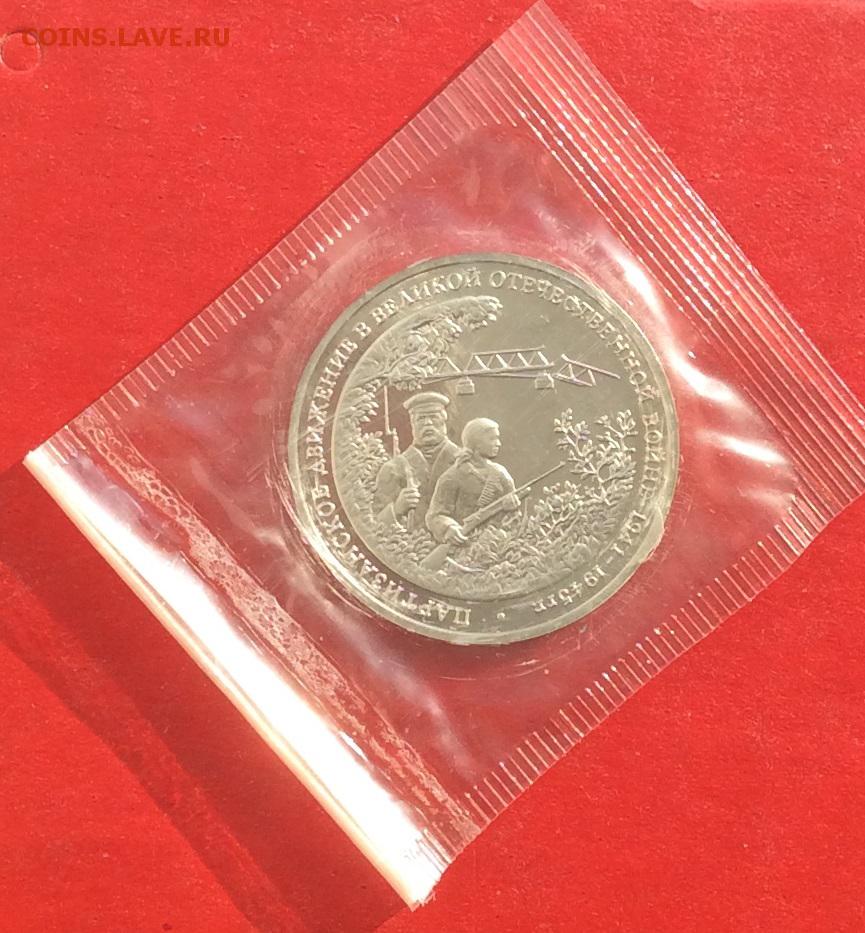 COINS.LAVE.RU
ПАРТИЗАНСКОЕ ДВИЖЕНИЕ В ВЕЛИКОЙ ОТЕЧЕСТВЕННОЙ ВОЙНЕ 1941-1945гг.